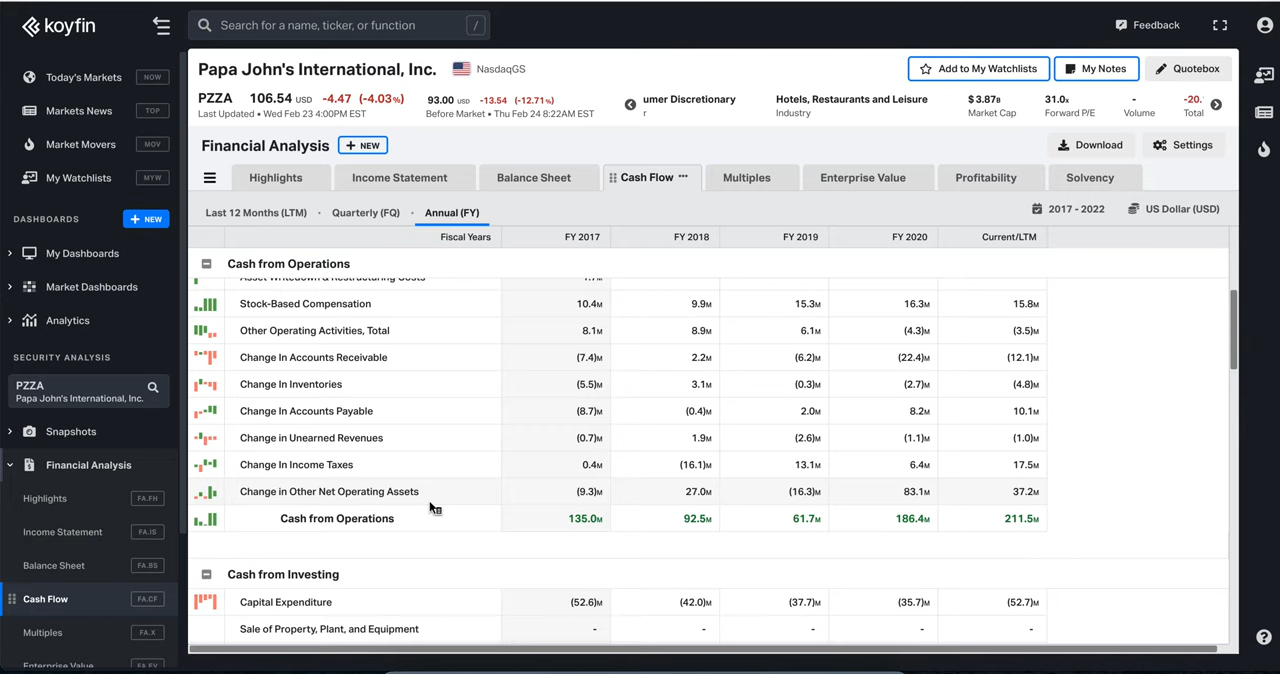 koyfin
Search for a name, ticker, or function /
Feedback
Today's Markets NOW
Markets News TOP
Market Movers MOV
My Watchlists MYW
DASHBOARDS + NEW
My Dashboards
Market Dashboards
Analytics
SECURITY ANALYSIS
PZZA
Papa John's International, Inc.
Snapshots
Financial Analysis
Highlights FA.FH
Income Statement FA.IS
Balance Sheet FA.BS
Cash Flow FA.CF
Multiples FA.X
Enterprise Value FA.EV
Papa John's International, Inc. NasdaqGS
Add to My Watchlists My Notes Quotebox
PZZA 106.54 USD -4.47 (-4.03%)
Last Updated • Wed Feb 23 4:00PM EST
93.00 USD -13.54 (-12.71%)
Before Market • Thu Feb 24 8:22AM EST
umer Discretionary
r
Hotels, Restaurants and Leisure
Industry
$3.87B
Market Cap
31.0x
Forward P/E
-
Volume
-20.
Total
Financial Analysis + NEW
Download Settings
Highlights Income Statement Balance Sheet Cash Flow ••• Multiples Enterprise Value Profitability Solvency
Last 12 Months (LTM) • Quarterly (FQ) • Annual (FY) 2017 - 2022 US Dollar (USD)
Fiscal Years FY 2017 FY 2018 FY 2019 FY 2020 Current/LTM
Cash from Operations
Asset Writedown & Restructuring Costs 1.7M
Stock-Based Compensation 10.4M 9.9M 15.3M 16.3M 15.8M
Other Operating Activities, Total 8.1M 8.9M 6.1M (4.3)M (3.5)M
Change In Accounts Receivable (7.4)M 2.2M (6.2)M (22.4)M (12.1)M
Change In Inventories (5.5)M 3.1M (0.3)M (2.7)M (4.8)M
Change In Accounts Payable (8.7)M (0.4)M 2.0M 8.2M 10.1M
Change in Unearned Revenues (0.7)M 1.9M (2.6)M (1.1)M (1.0)M
Change In Income Taxes 0.4M (16.1)M 13.1M 6.4M 17.5M
Change in Other Net Operating Assets (9.3)M 27.0M (16.3)M 83.1M 37.2M
Cash from Operations 135.0M 92.5M 61.7M 186.4M 211.5M
Cash from Investing
Capital Expenditure (52.6)M (42.0)M (37.7)M (35.7)M (52.7)M
Sale of Property, Plant, and Equipment - - - - -